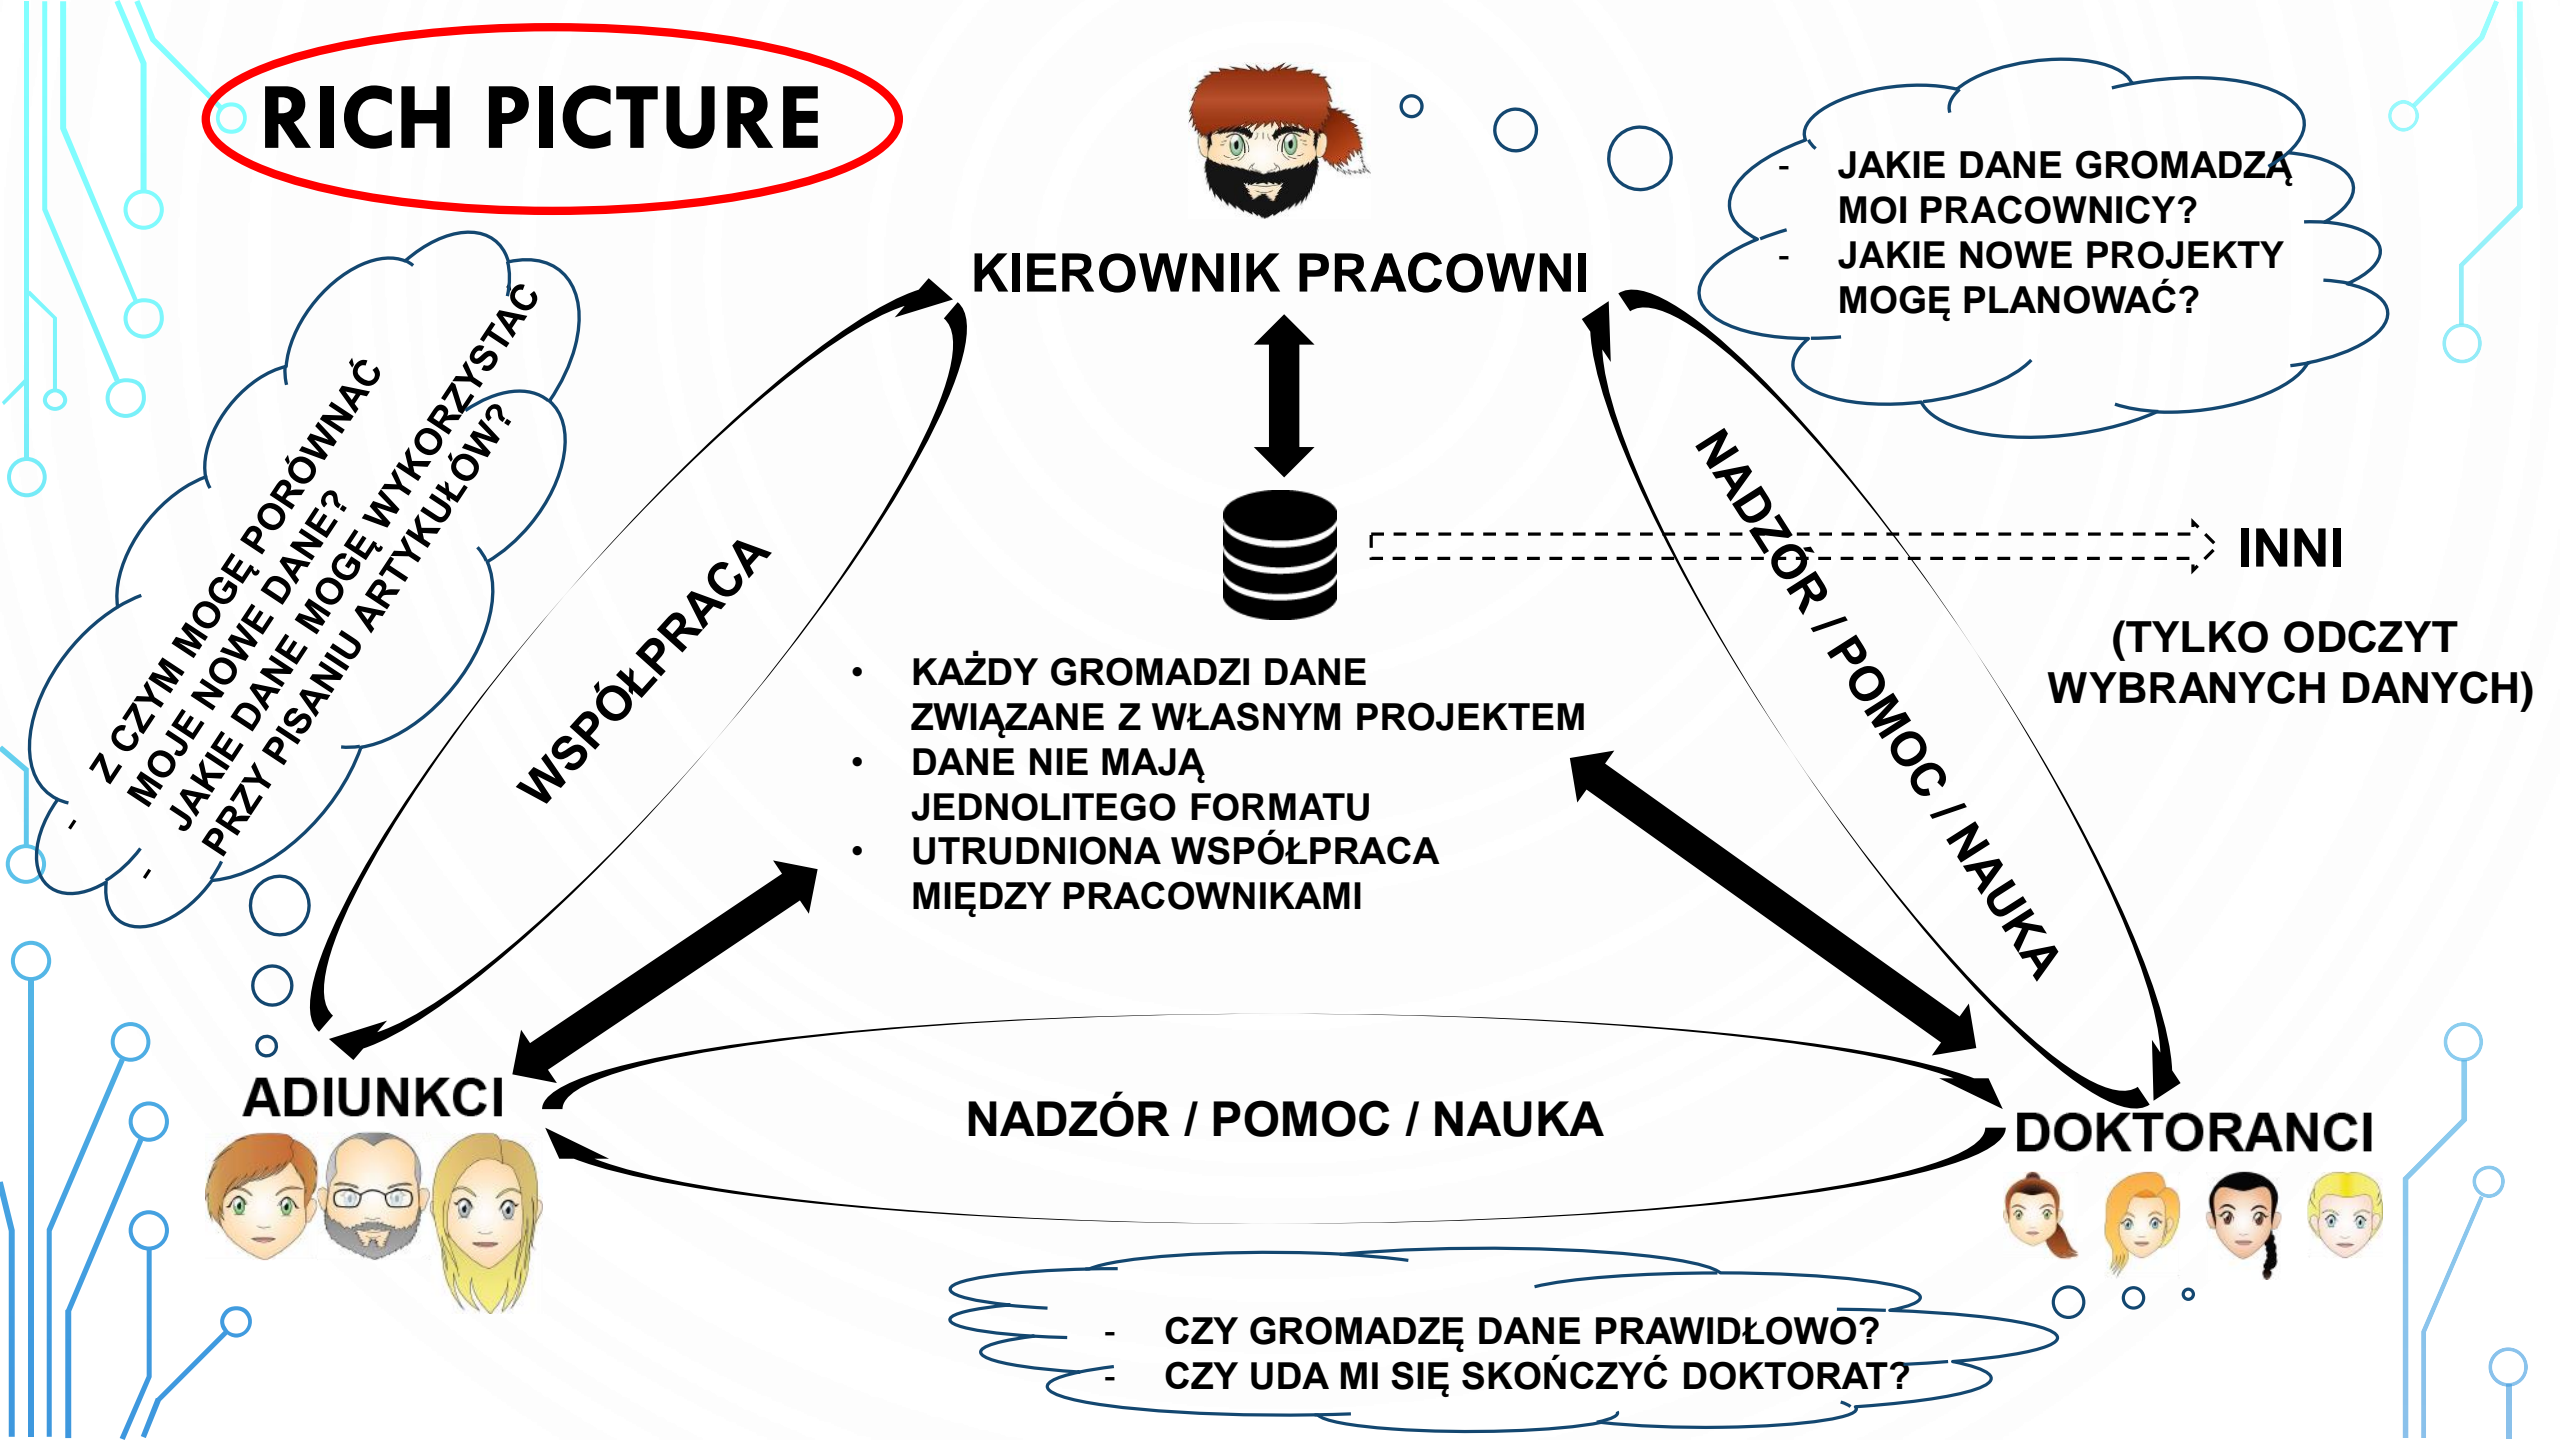 RICH PICTURE
KIEROWNIK PRACOWNI
- JAKIE DANE GROMADZĄ
MOI PRACOWNICY?
- JAKIE NOWE PROJEKTY
MOGĘ PLANOWAĆ?
- Z CZYM MOGĘ PORÓWNAĆ
MOJE NOWE DANE?
- JAKIE DANE MOGĘ WYKORZYSTAĆ
PRZY PISANIU ARTYKUŁÓW?
WSPÓŁPRACA
NADZÓR / POMOC / NAUKA
INNI
(TYLKO ODCZYT
WYBRANYCH DANYCH)
• KAŻDY GROMADZI DANE
ZWIĄZANE Z WŁASNYM PROJEKTEM
• DANE NIE MAJĄ
JEDNOLITEGO FORMATU
• UTRUDNIONA WSPÓŁPRACA
MIĘDZY PRACOWNIKAMI
ADIUNKCI
NADZÓR / POMOC / NAUKA
DOKTORANCI
- CZY GROMADZĘ DANE PRAWIDŁOWO?
- CZY UDA MI SIĘ SKOŃCZYĆ DOKTORAT?